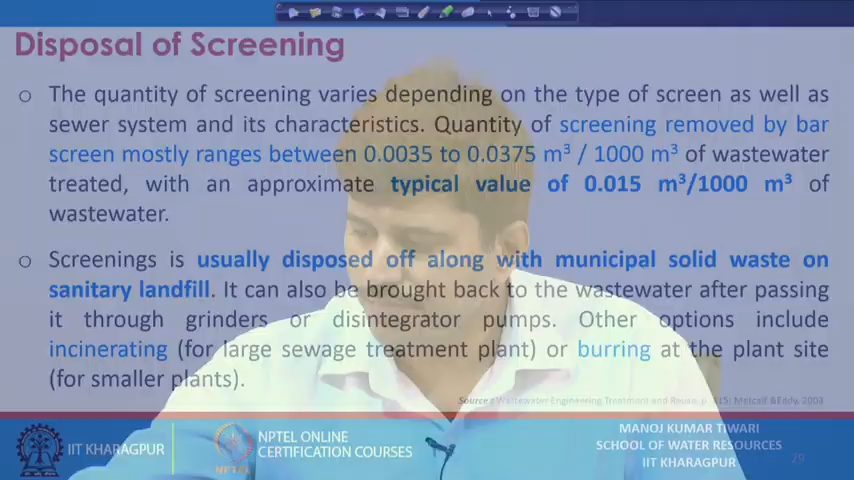 Disposal of Screening
o The quantity of screening varies depending on the type of screen as well as
sewer system and its characteristics. Quantity of screening removed by bar
screen mostly ranges between 0.0035 to 0.0375 m³ / 1000 m³ of wastewater
treated, with an approximate typical value of 0.015 m³/1000 m³ of
wastewater.
o Screenings is usually disposed off along with municipal solid waste on
sanitary landfill. It can also be brought back to the wastewater after passing
it through grinders or disintegrator pumps. Other options include
incinerating (for large sewage treatment plant) or burring at the plant site
(for smaller plants).
Source : Wastewater Engineering Treatment and Reuse, p. 315; Metcalf &Eddy, 2003
IIT KHARAGPUR
NPTEL
NPTEL ONLINE
CERTIFICATION COURSES
MANOJ KUMAR TIWARI
SCHOOL OF WATER RESOURCES
IIT KHARAGPUR
29